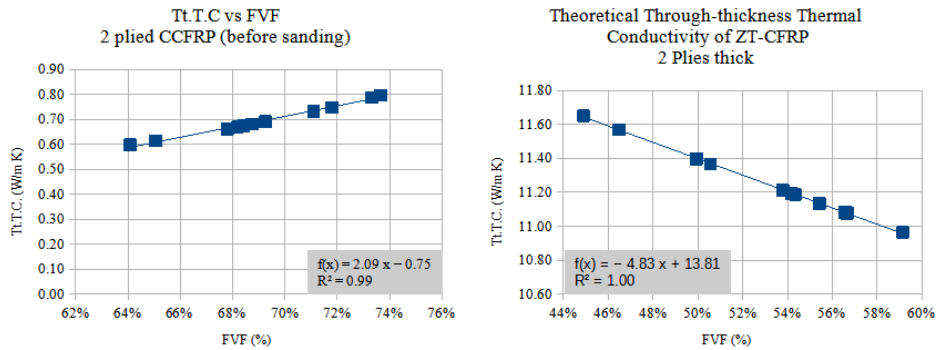 Tt.T.C vs FVF
2 plied CCFRP (before sanding)
0.90
0.80
0.70
0.60
0.50
0.40
0.30
0.20
0.10
0.00
Tt.T.C. (W/m K)
f(x) = 2.09 x − 0.75
R² = 0.99
62% 64% 66% 68% 70% 72% 74% 76%
FVF (%)
Theoretical Through-thickness Thermal
Conductivity of ZT-CFRP
2 Plies thick
11.80
11.60
11.40
11.20
11.00
10.80
10.60
Tt.T.C. (W/m K)
f(x) = − 4.83 x + 13.81
R² = 1.00
44% 46% 48% 50% 52% 54% 56% 58% 60%
FVF (%)